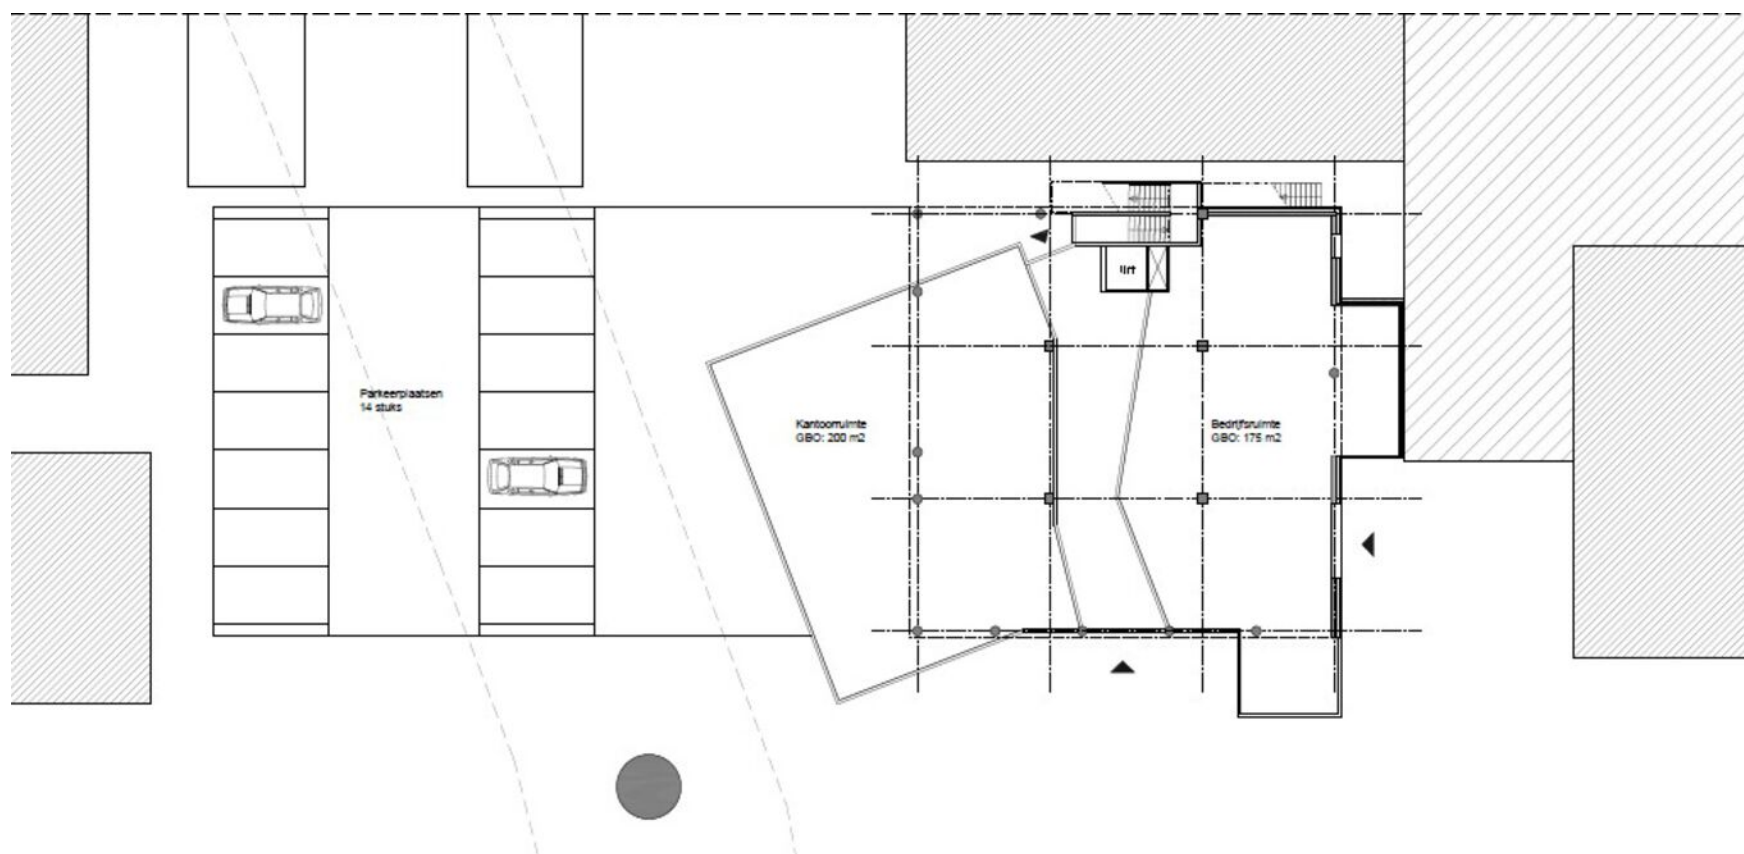 Parkeerplaatsen
14 stuks
Kantoorruimte
GBO: 200 m2
Bedrijfsruimte
GBO: 175 m2
lift